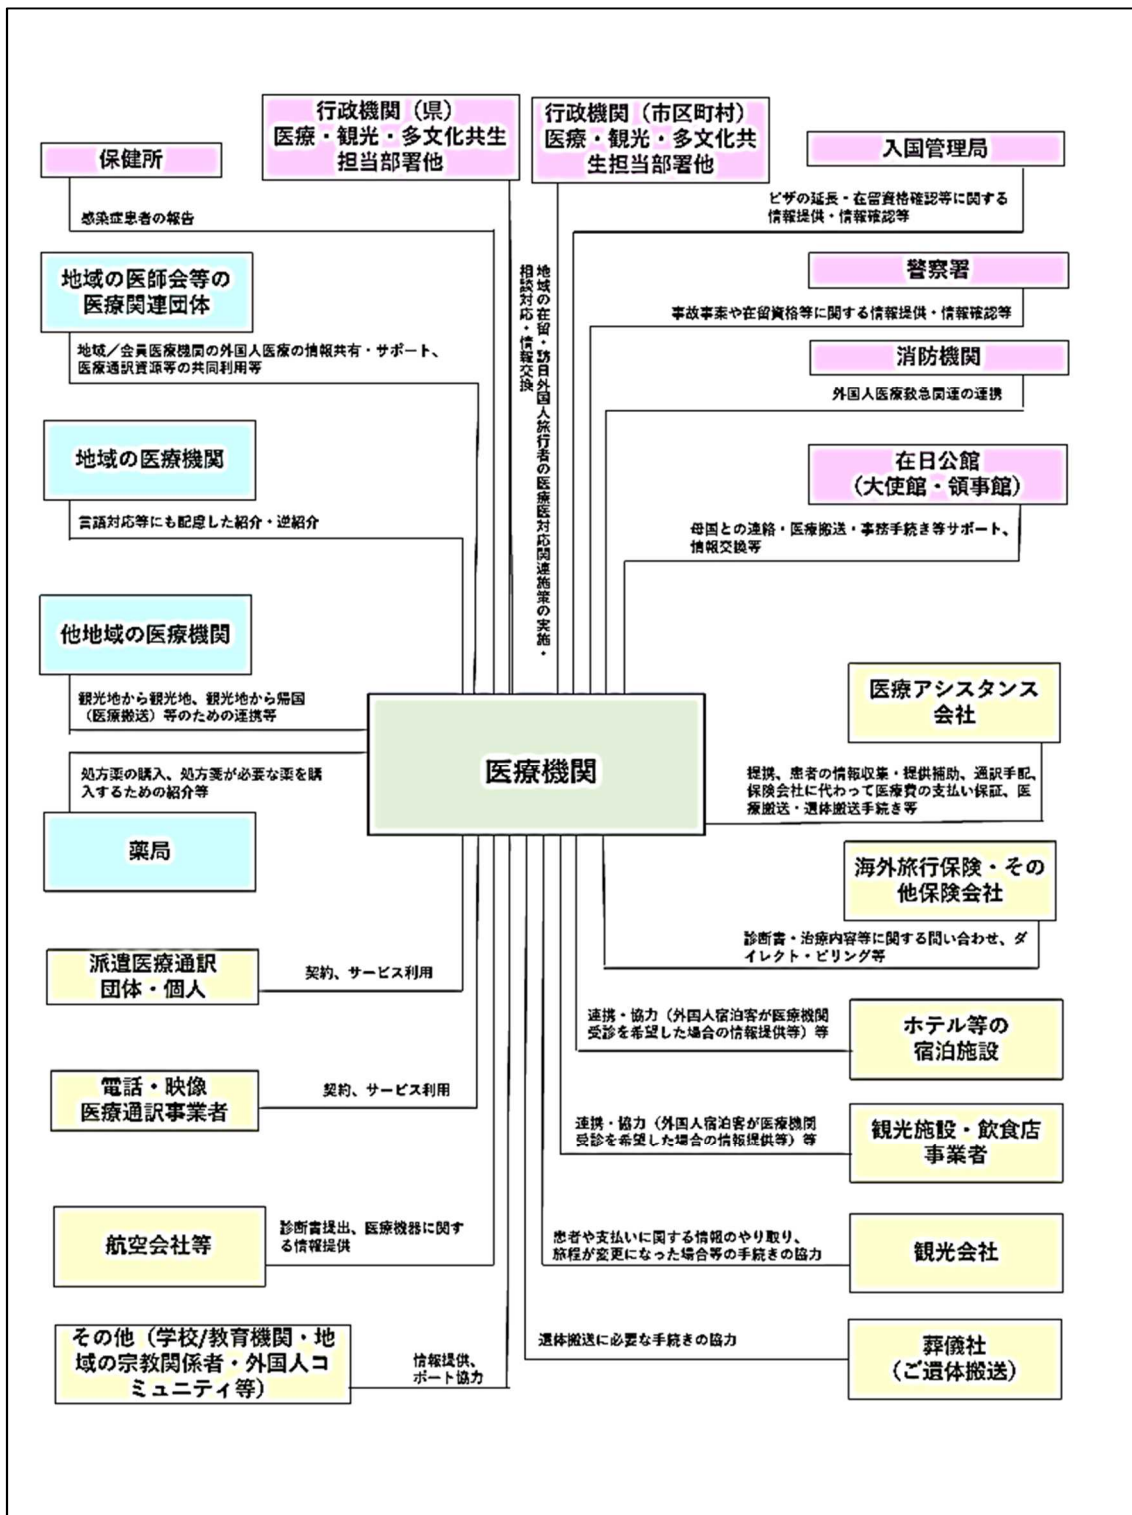 行政機関（県）
医療・観光・多文化共生
担当部署他
行政機関（市区町村）
医療・観光・多文化共
生担当部署他
保健所
感染症患者の報告
入国管理局
ビザの延長・在留資格確認等に関する
情報提供・情報確認等
地域の在留・訪日外国人旅行者の医療医対応関連施策の実施・
相談対応・情報交換
地域の医師会等の
医療関連団体
地域／会員医療機関の外国人医療の情報共有・サポート、
医療通訳資源等の共同利用等
警察署
事故事案や在留資格等に関する情報提供・情報確認等
消防機関
外国人医療救急関連の連携
地域の医療機関
言語対応等にも配慮した紹介・逆紹介
在日公館
（大使館・領事館）
母国との連絡・医療搬送・事務手続き等サポート、
情報交換等
他地域の医療機関
観光地から観光地、観光地から帰国
（医療搬送）等のための連携等
処方薬の購入、処方薬が必要な薬を購
入するための紹介等
薬局
医療機関
医療アシスタンス
会社
提携、患者の情報収集・提供補助、通訳手配、
保険会社に代わって医療費の支払い保証、医
療搬送・遺体搬送手続き等
海外旅行保険・その
他保険会社
診断書・治療内容等に関する問い合わせ、ダ
イレクト・ビリング等
派遣医療通訳
団体・個人
契約、サービス利用
連携・協力（外国人宿泊客が医療機関
受診を希望した場合の情報提供等）等
ホテル等の
宿泊施設
電話・映像
医療通訳事業者
契約、サービス利用
連携・協力（外国人宿泊客が医療機関
受診を希望した場合の情報提供等）等
観光施設・飲食店
事業者
航空会社等
診断書提出、医療機器に関す
る情報提供
患者や支払いに関する情報のやり取り、
旅程が変更になった場合等の手続きの協力
観光会社
その他（学校/教育機関・地
域の宗教関係者・外国人コ
ミュニティ等）
情報提供、
ポート協力
遺体搬送に必要な手続きの協力
葬儀社
（ご遺体搬送）